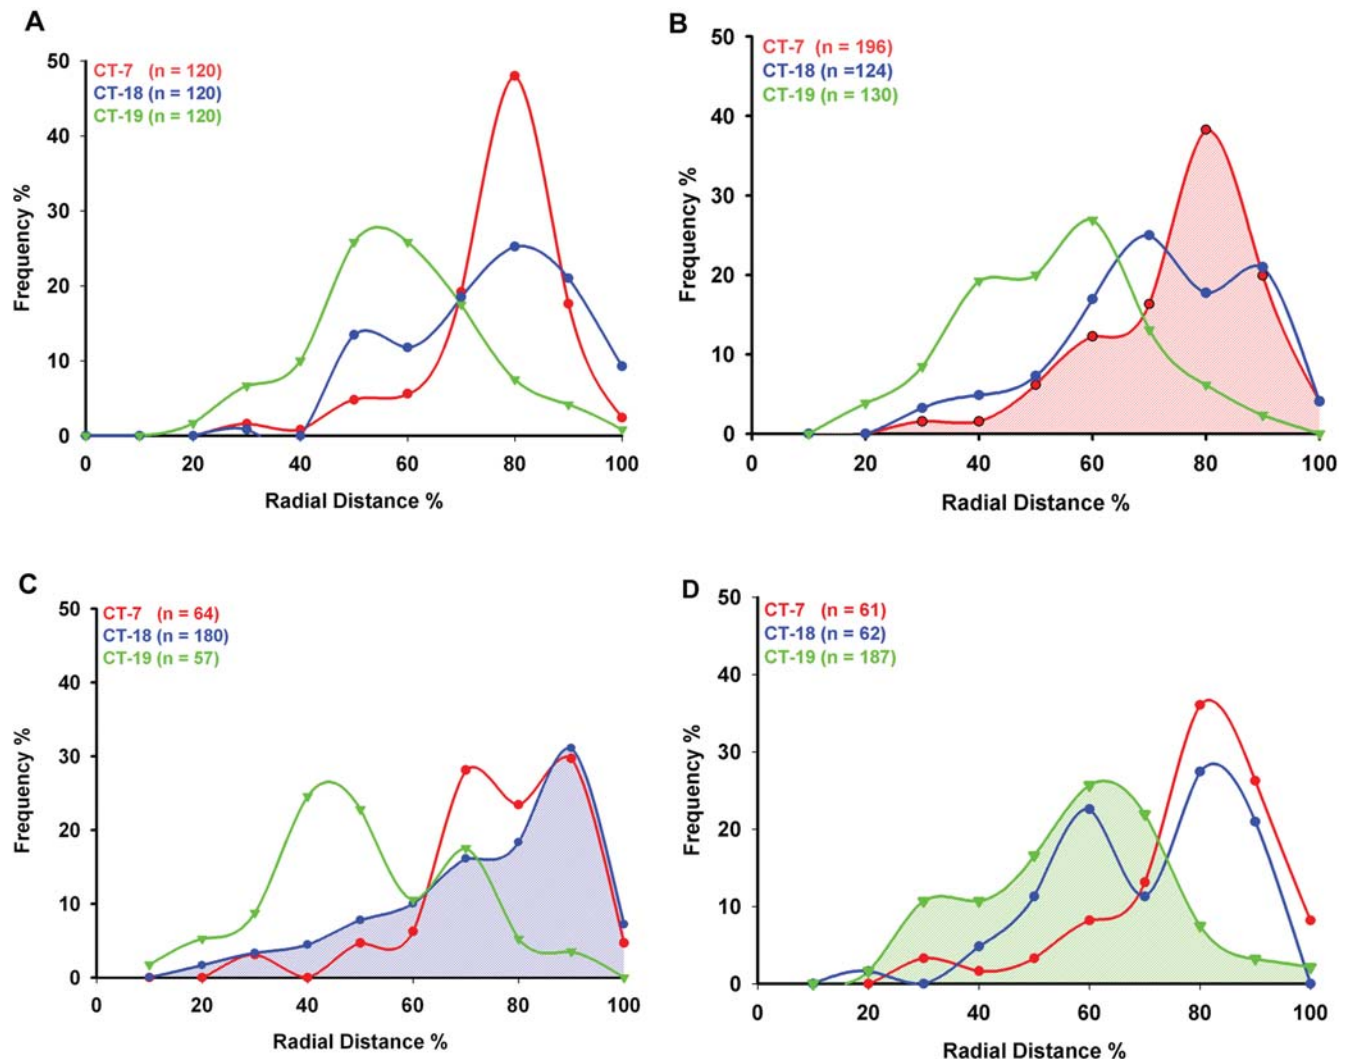 A
CT-7 (n = 120)
CT-18 (n = 120)
CT-19 (n = 120)
50
40
30
20
10
0
Frequency %
0 20 40 60 80 100
Radial Distance %
B
CT-7 (n = 196)
CT-18 (n =124)
CT-19 (n = 130)
50
40
30
20
10
0
Frequency %
0 20 40 60 80 100
Radial Distance %
C
CT-7 (n = 64)
CT-18 (n = 180)
CT-19 (n = 57)
50
40
30
20
10
0
Frequency %
0 20 40 60 80 100
Radial Distance %
D
CT-7 (n = 61)
CT-18 (n = 62)
CT-19 (n = 187)
50
40
30
20
10
0
Frequency %
0 20 40 60 80 100
Radial Distance %